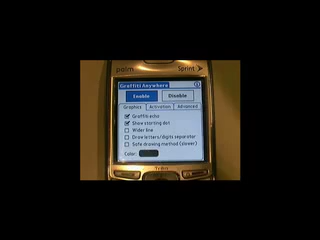 palm Sprint
Graffiti Anywhere
Enable Disable
Graphics Activation Advanced
Graffiti echo
Show starting dot
Wider line
Draw letters/digits separator
Safe drawing method (slower)
Color:
Treo